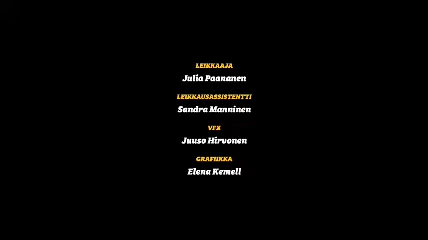 LEIKKAAJA
Julia Paananen
LEIKKAUSASSISTENTTI
Sandra Manninen
VFX
Juuso Hirvonen
GRAFIIKKA
Elena Kemell